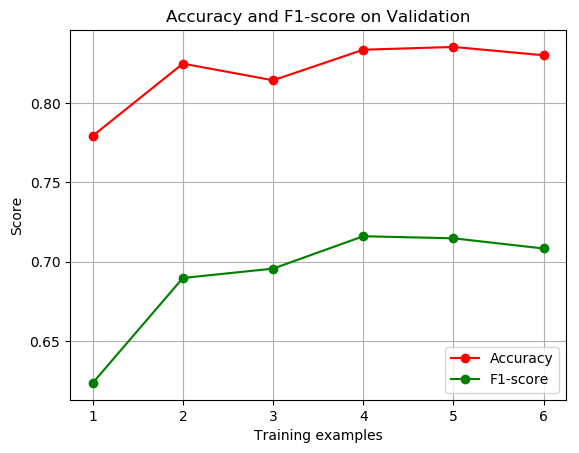 Accuracy and F1-score on Validation
Score
0.80
0.75
0.70
0.65
Accuracy
F1-score
1 2 3 4 5 6
Training examples